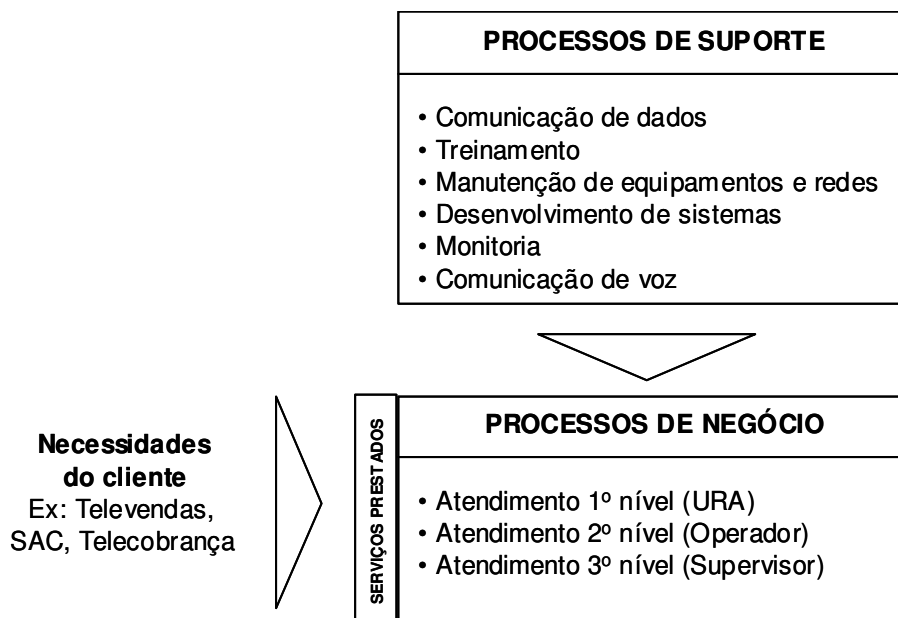 PROCESSOS DE SUPORTE
• Comunicação de dados
• Treinamento
• Manutenção de equipamentos e redes
• Desenvolvimento de sistemas
• Monitoria
• Comunicação de voz
Necessidades
do cliente
Ex: Televendas,
SAC, Telecobrança
SERVIÇOS PRESTADOS
PROCESSOS DE NEGÓCIO
• Atendimento 1º nível (URA)
• Atendimento 2º nível (Operador)
• Atendimento 3º nível (Supervisor)